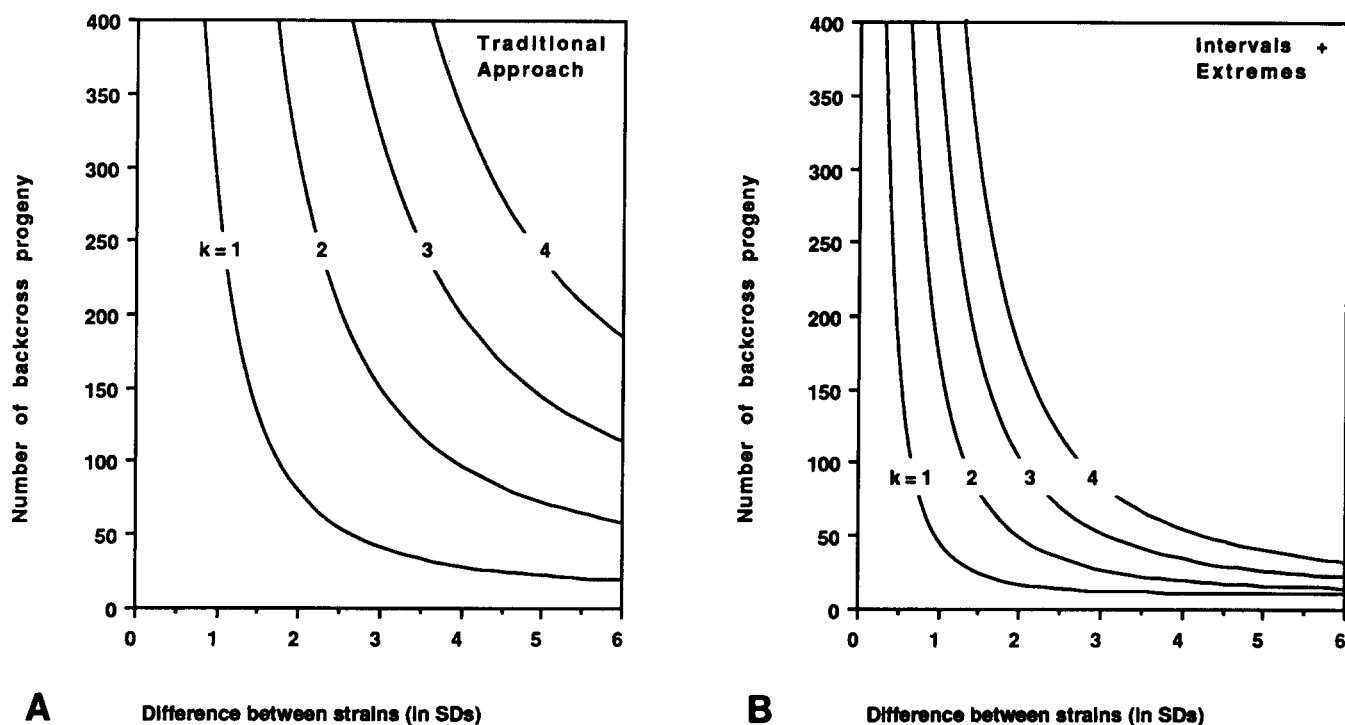 Traditional
Approach
400
350
300
250
200
150
100
50
0
Number of backcross progeny
k = 1
2
3
4
0 1 2 3 4 5 6
A
Difference between strains (in SDs)
Intervals +
Extremes
400
350
300
250
200
150
100
50
0
Number of backcross progeny
k = 1
2
3
4
0 1 2 3 4 5 6
B
Difference between strains (in SDs)